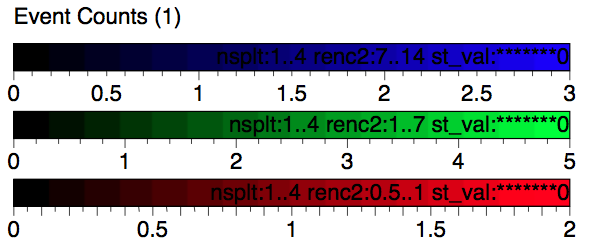 Event Counts (1)
nsplt:1..4 renc2:7..14 st_val:*******0
0 0.5 1 1.5 2 2.5 3
nsplt:1..4 renc2:1..7 st_val:*******0
0 1 2 3 4 5
nsplt:1..4 renc2:0.5..1 st_val:*******0
0 0.5 1 1.5 2